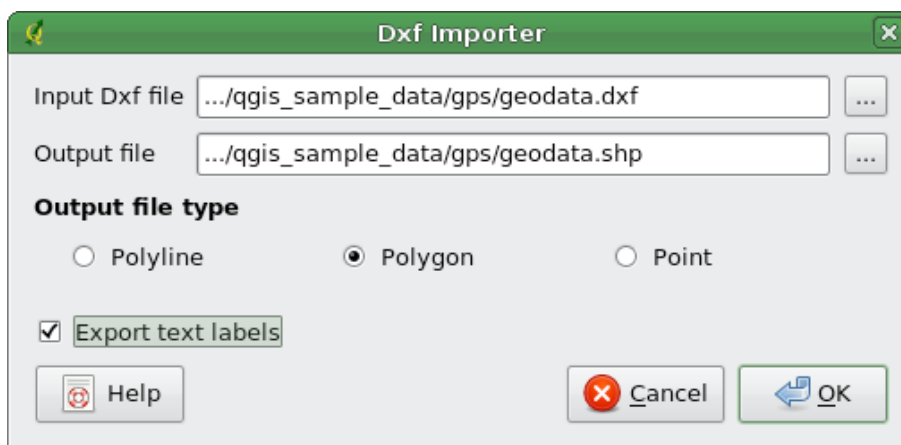 Dxf Importer
Input Dxf file .../qgis_sample_data/gps/geodata.dxf ...
Output file .../qgis_sample_data/gps/geodata.shp ...
Output file type
Polyline Polygon Point
Export text labels
Help Cancel OK